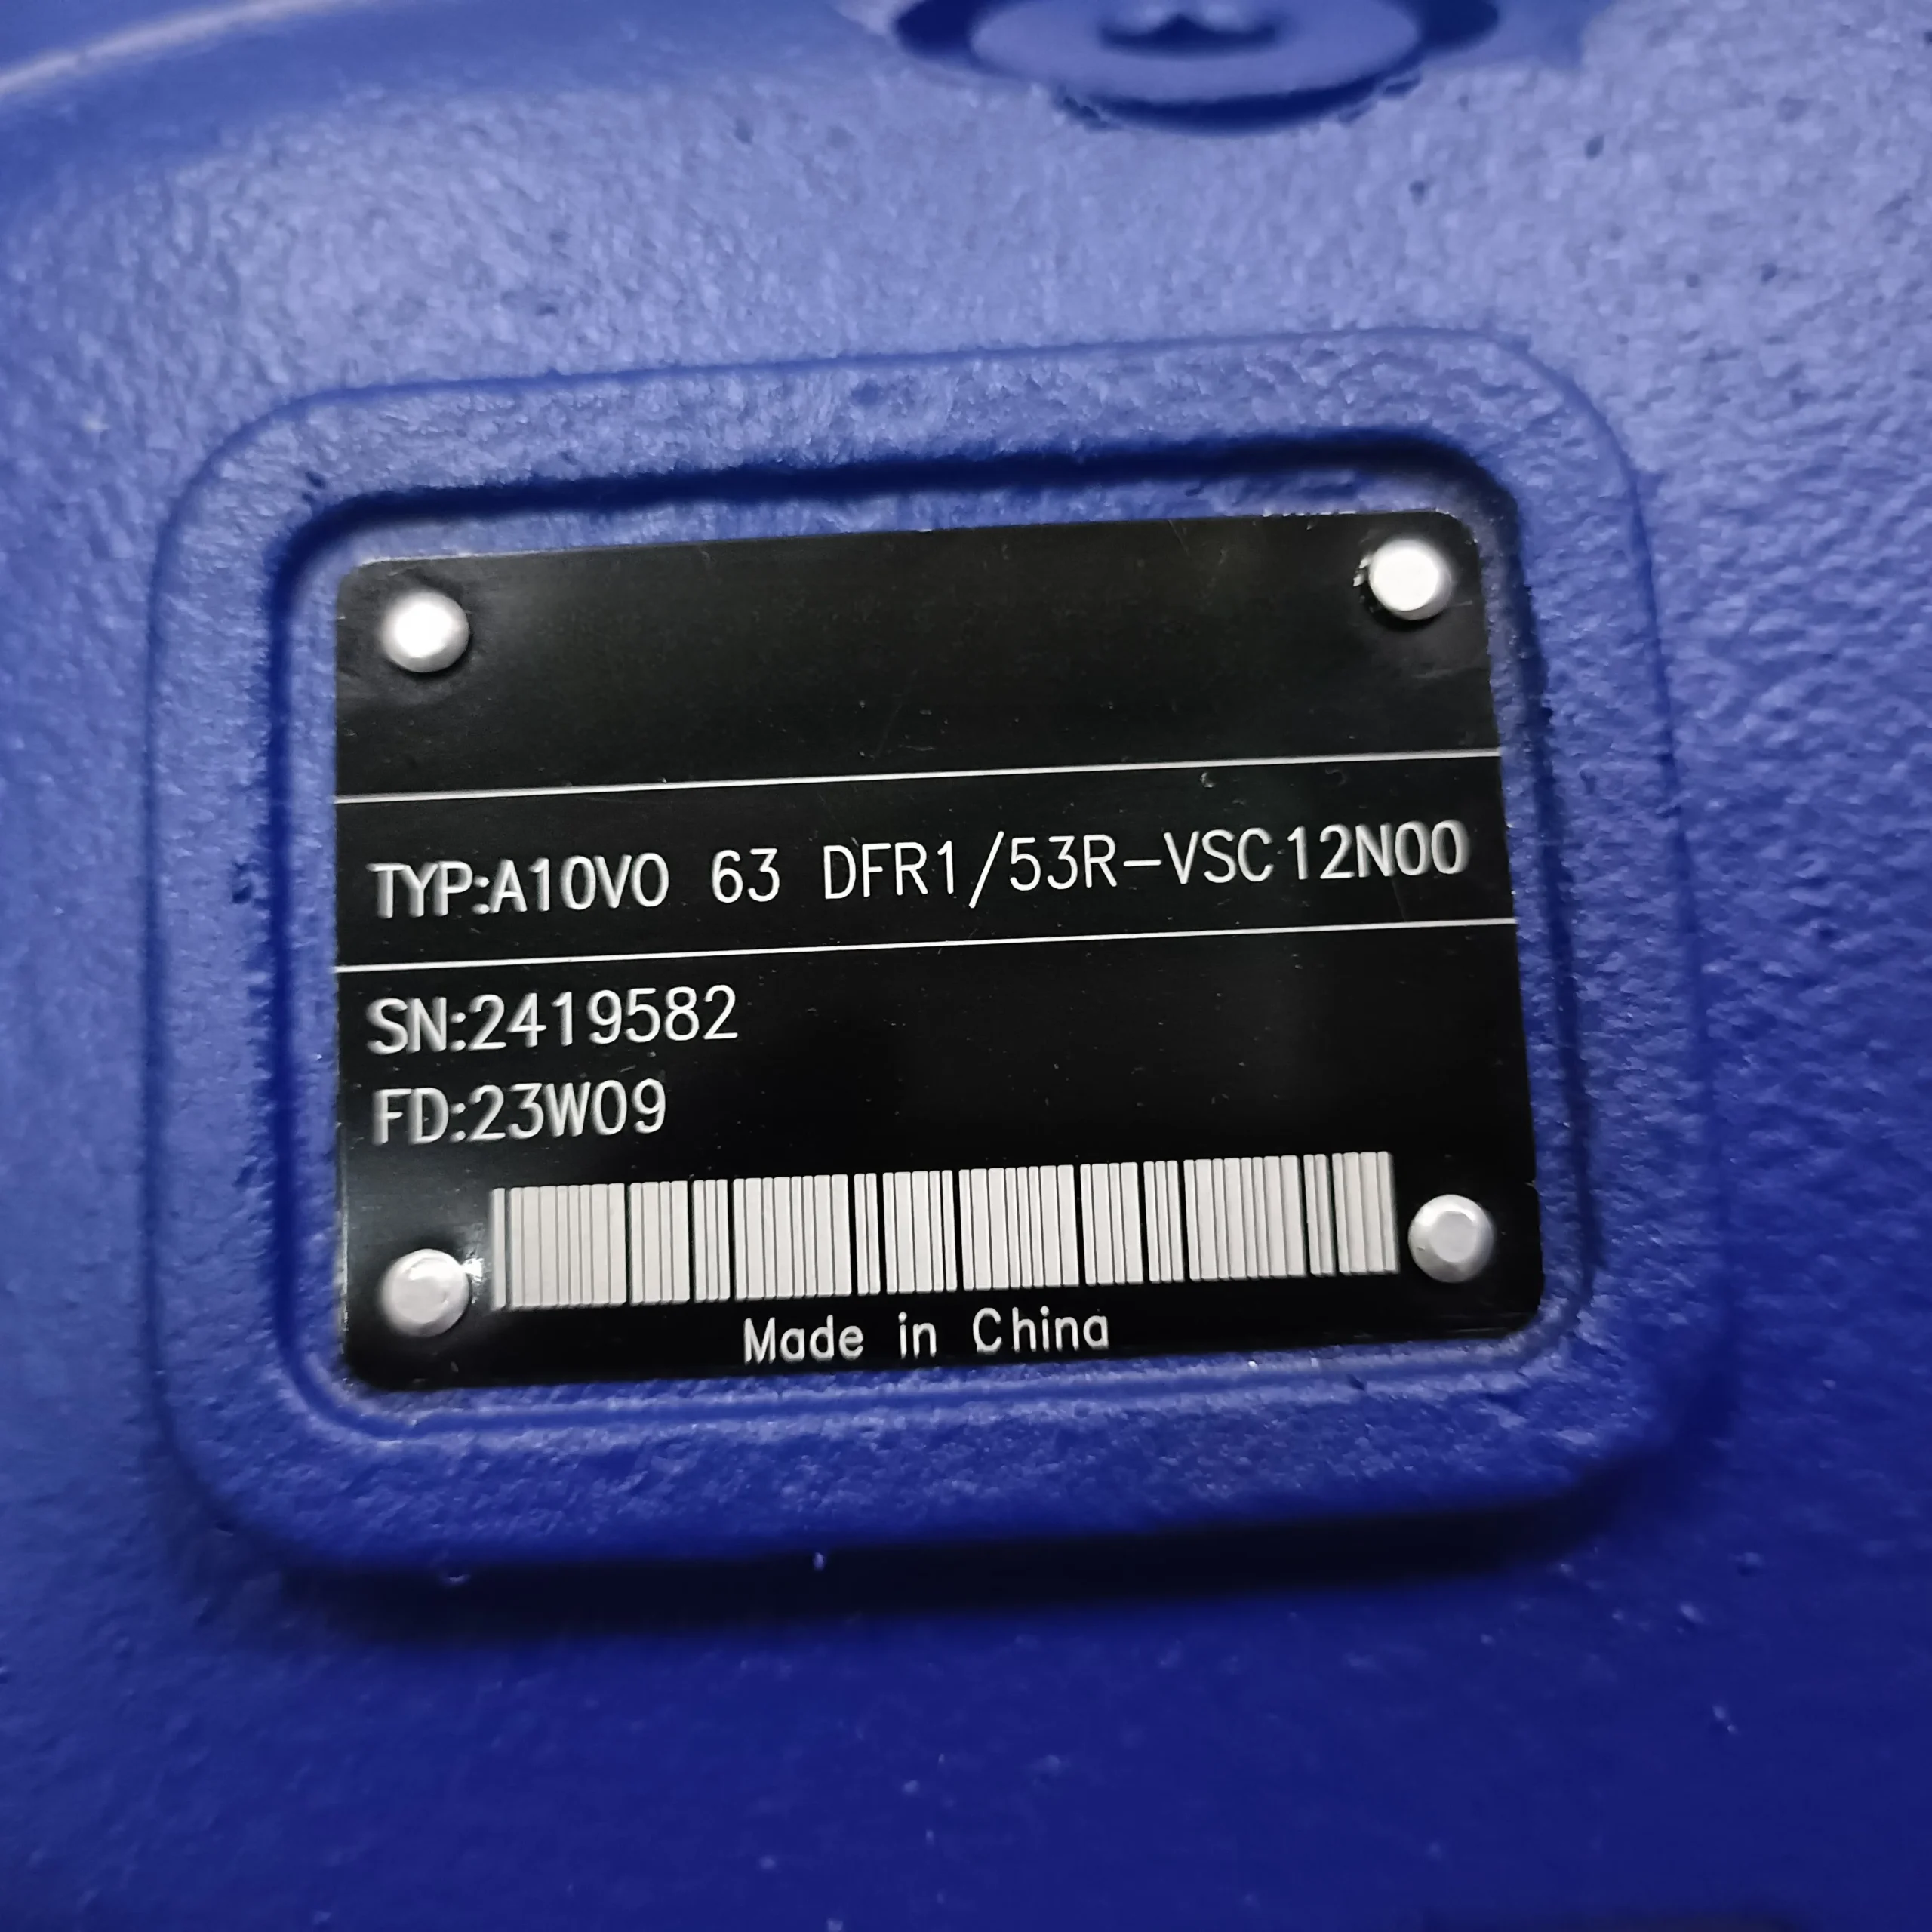 TYP:A10VO 63 DFR1/53R-VSC12N00
SN:2419582
FD:23W09
Made in China